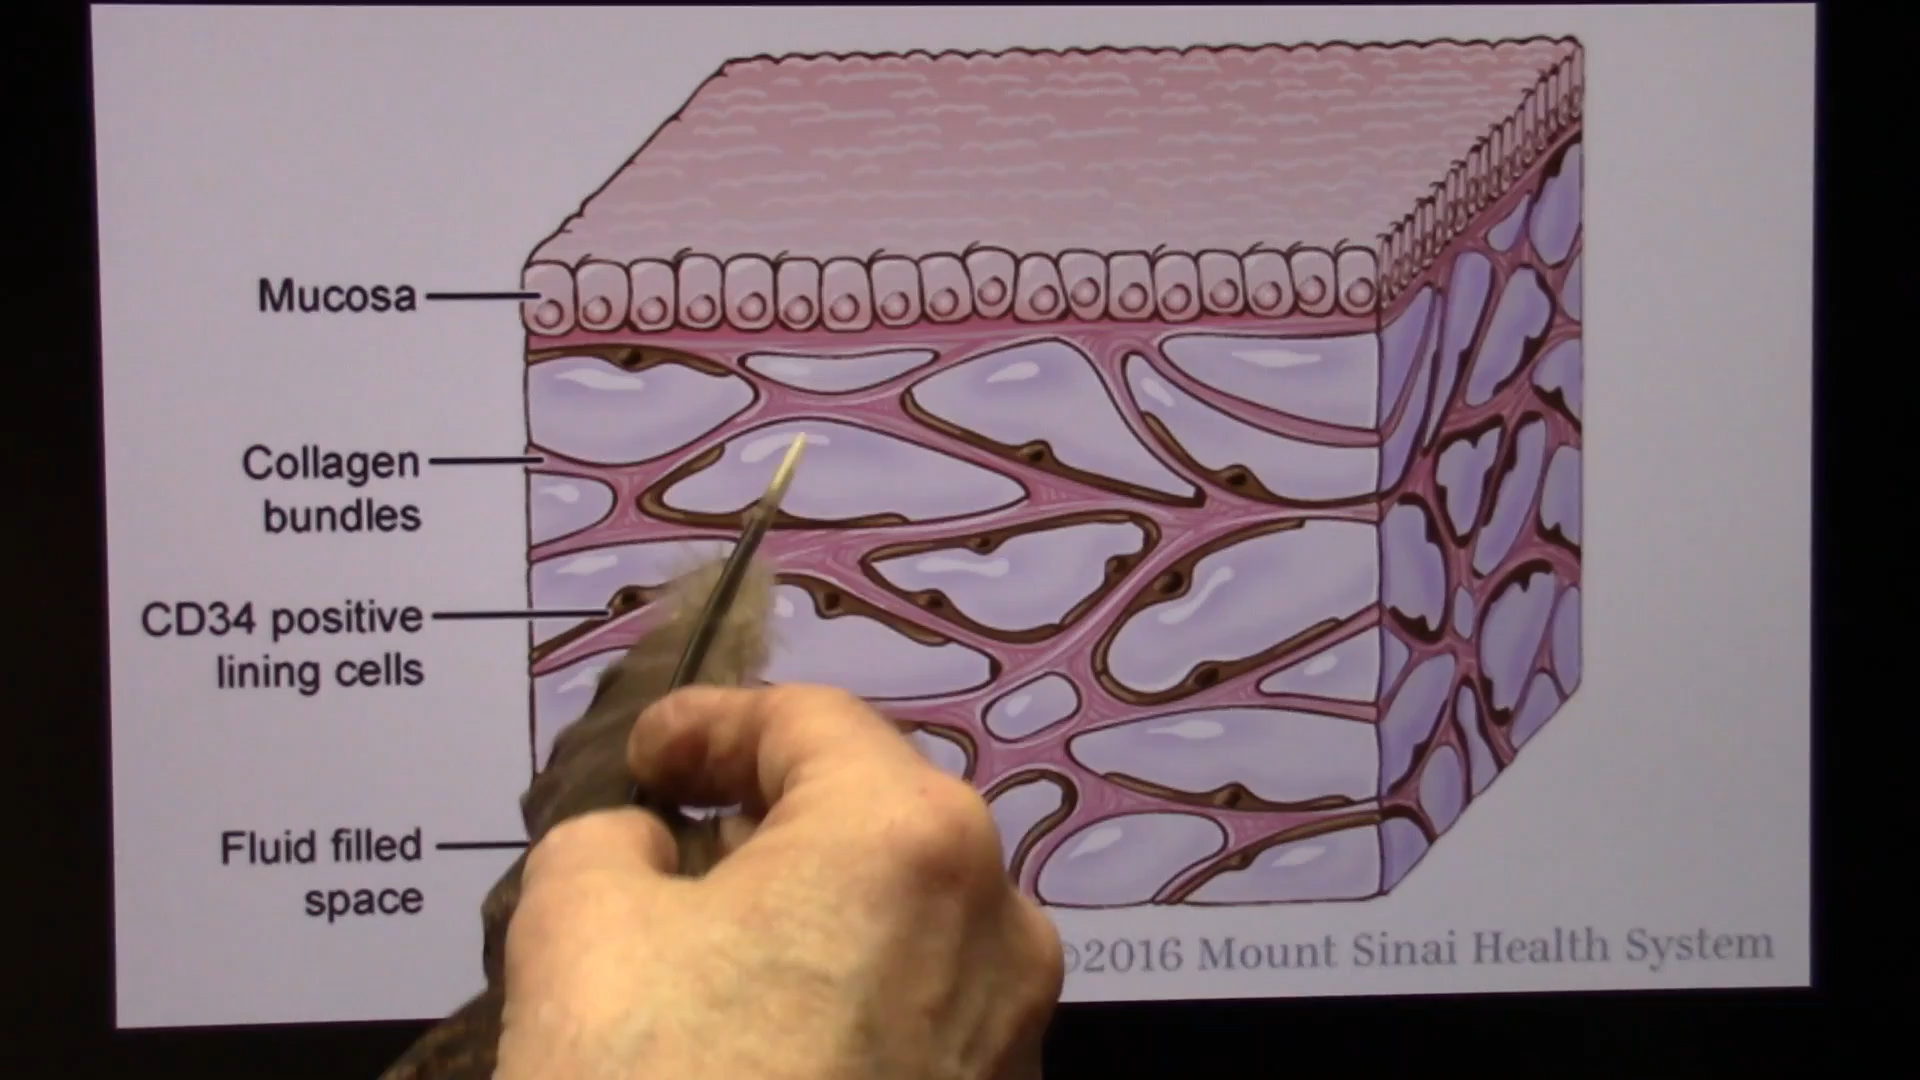 Mucosa
Collagen
bundles
CD34 positive
lining cells
Fluid filled
space
©2016 Mount Sinai Health System